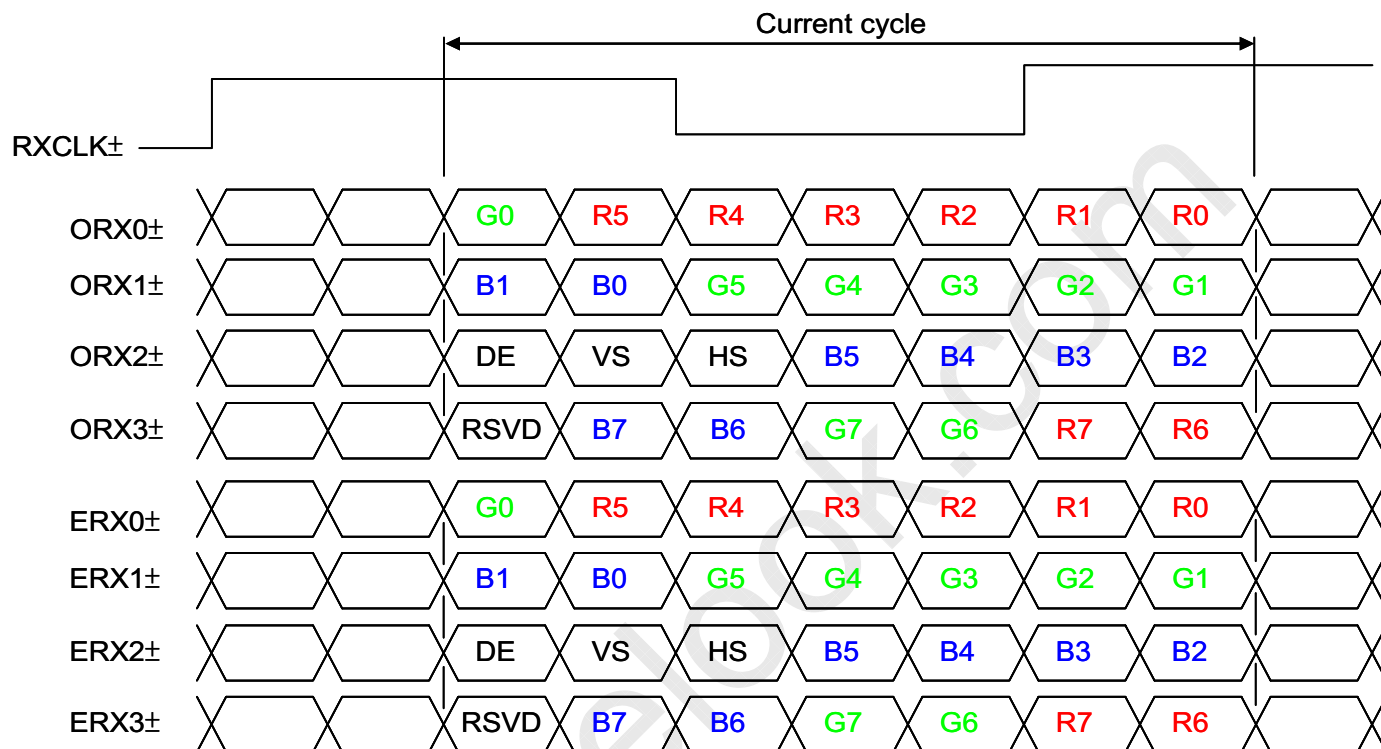 Current cycle
RXCLK±
ORX0± G0 R5 R4 R3 R2 R1 R0
ORX1± B1 B0 G5 G4 G3 G2 G1
ORX2± DE VS HS B5 B4 B3 B2
ORX3± RSVD B7 B6 G7 G6 R7 R6
ERX0± G0 R5 R4 R3 R2 R1 R0
ERX1± B1 B0 G5 G4 G3 G2 G1
ERX2± DE VS HS B5 B4 B3 B2
ERX3± RSVD B7 B6 G7 G6 R7 R6
elook.com